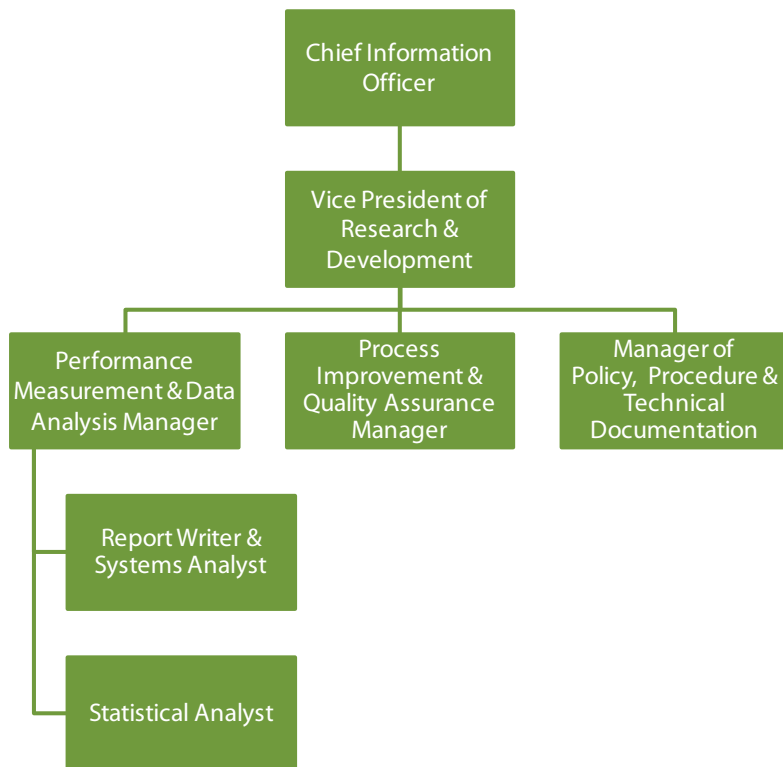 Chief Information
Officer
Vice President of
Research &
Development
Performance
Measurement & Data
Analysis Manager
Process
Improvement &
Quality Assurance
Manager
Manager of
Policy, Procedure &
Technical
Documentation
Report Writer &
Systems Analyst
Statistical Analyst